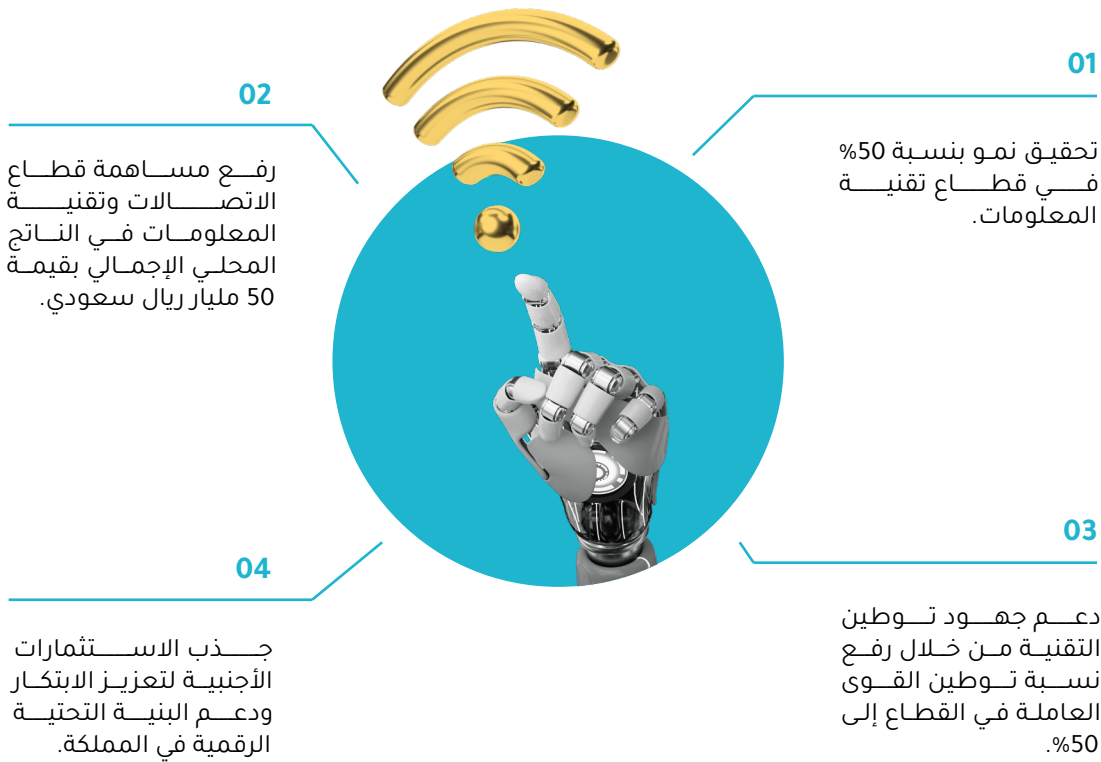 01
تحقيق نمو بنسبة 50%
في قطاع تقنية
المعلومات.
02
رفع مساهمة قطاع
الاتصالات وتقنية
المعلومات في الناتج
المحلي الإجمالي بقيمة
50 مليار ريال سعودي.
03
دعم جهود توطين
التقنية من خلال رفع
نسبة توطين القوى
العاملة في القطاع إلى
50%.
04
جذب الاستثمارات
الأجنبية لتعزيز الابتكار
ودعم البنية التحتية
الرقمية في المملكة.